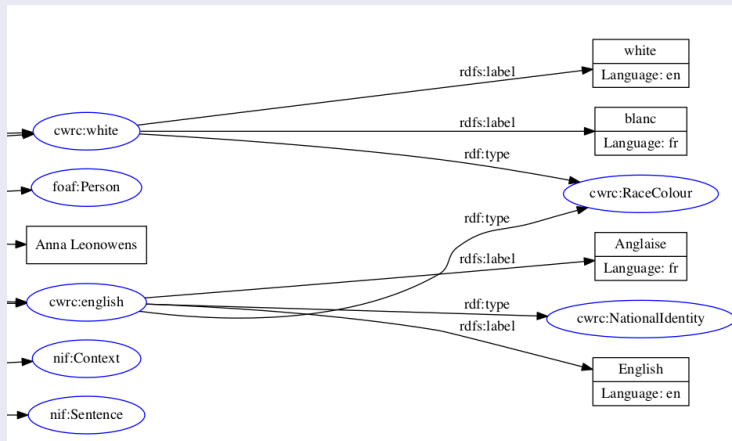 white
Language: en
rdfs:label
cwrc:white
rdfs:label
blanc
Language: fr
rdf:type
foaf:Person
cwrc:RaceColour
rdf:type
Anna Leonowens
Anglaise
Language: fr
rdfs:label
cwrc:english
rdf:type
cwrc:NationalIdentity
rdfs:label
nif:Context
English
Language: en
nif:Sentence